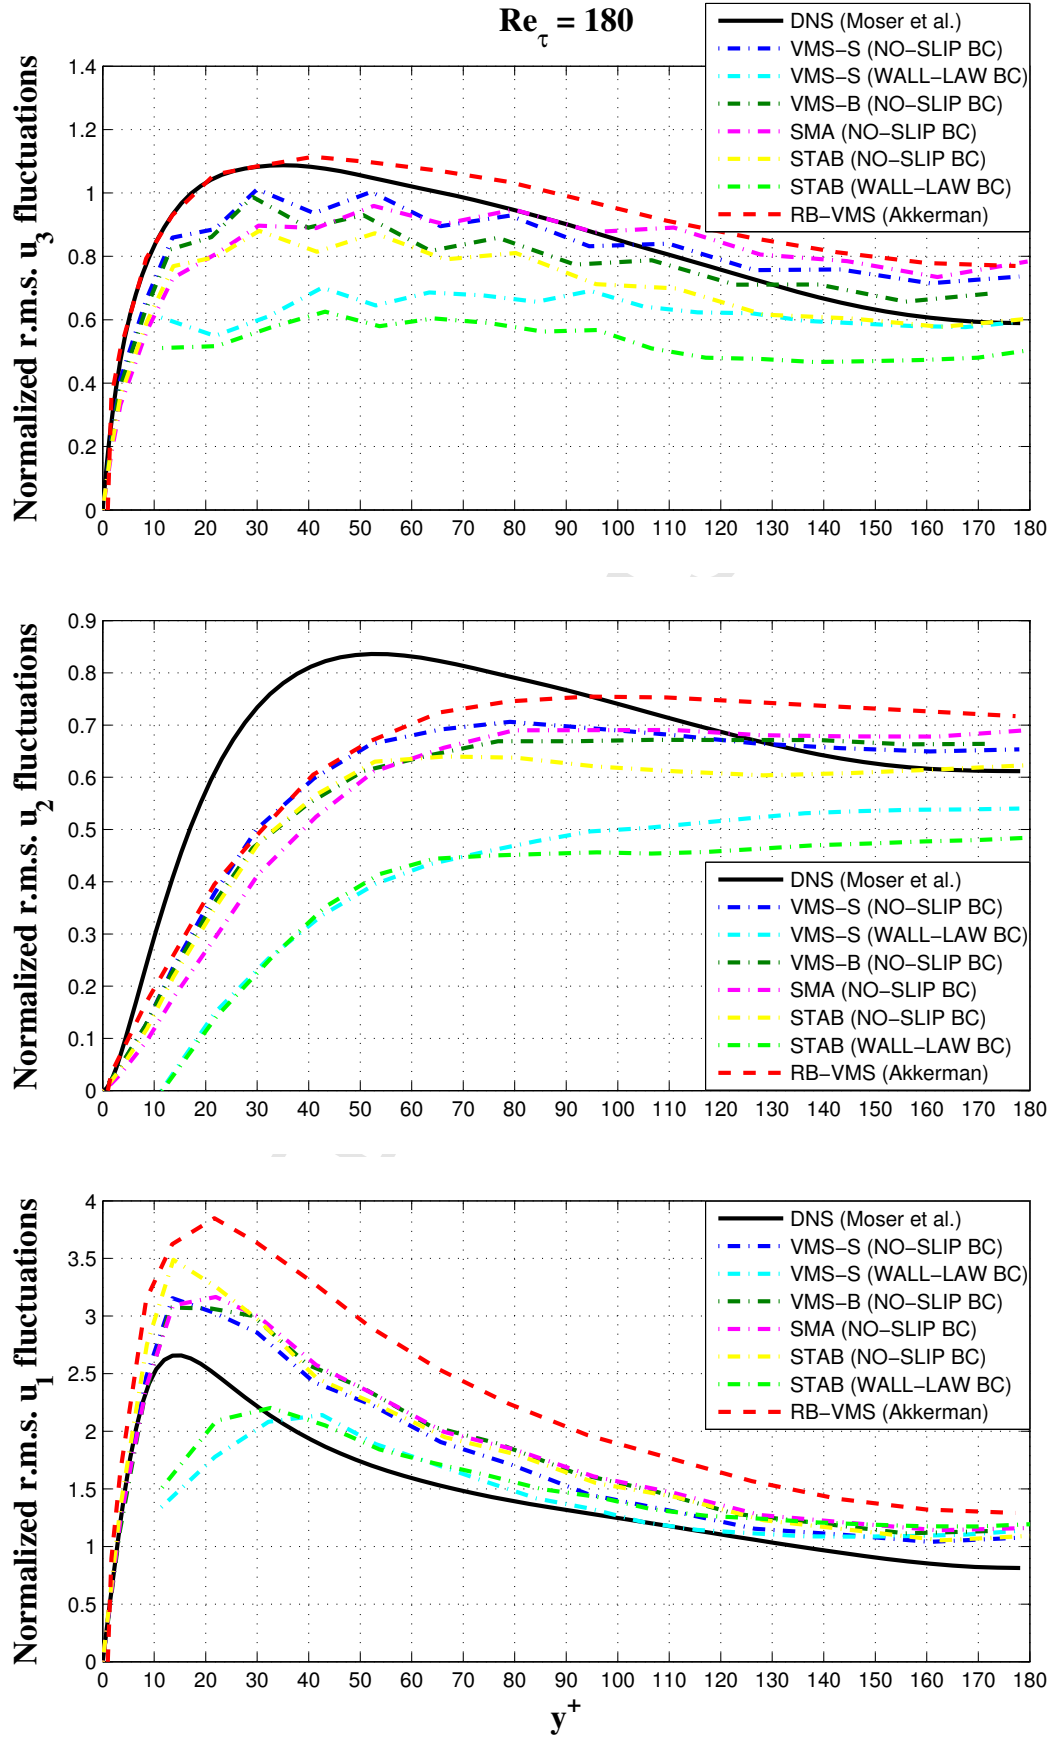 Re_τ = 180
DNS (Moser et al.)
VMS−S (NO−SLIP BC)
VMS−S (WALL−LAW BC)
VMS−B (NO−SLIP BC)
SMA (NO−SLIP BC)
STAB (NO−SLIP BC)
STAB (WALL−LAW BC)
RB−VMS (Akkerman)
Normalized r.m.s. u_3 fluctuations
1.4
1.2
1
0.8
0.6
0.4
0.2
0
0 10 20 30 40 50 60 70 80 90 100 110 120 130 140 150 160 170 180
Normalized r.m.s. u_2 fluctuations
0.9
0.8
0.7
0.6
0.5
0.4
0.3
0.2
0.1
0
DNS (Moser et al.)
VMS−S (NO−SLIP BC)
VMS−S (WALL−LAW BC)
VMS−B (NO−SLIP BC)
SMA (NO−SLIP BC)
STAB (NO−SLIP BC)
STAB (WALL−LAW BC)
RB−VMS (Akkerman)
0 10 20 30 40 50 60 70 80 90 100 110 120 130 140 150 160 170 180
Normalized r.m.s. u_1 fluctuations
4
3.5
3
2.5
2
1.5
1
0.5
0
DNS (Moser et al.)
VMS−S (NO−SLIP BC)
VMS−S (WALL−LAW BC)
VMS−B (NO−SLIP BC)
SMA (NO−SLIP BC)
STAB (NO−SLIP BC)
STAB (WALL−LAW BC)
RB−VMS (Akkerman)
0 10 20 30 40 50 60 70 80 90 100 110 120 130 140 150 160 170 180
y⁺